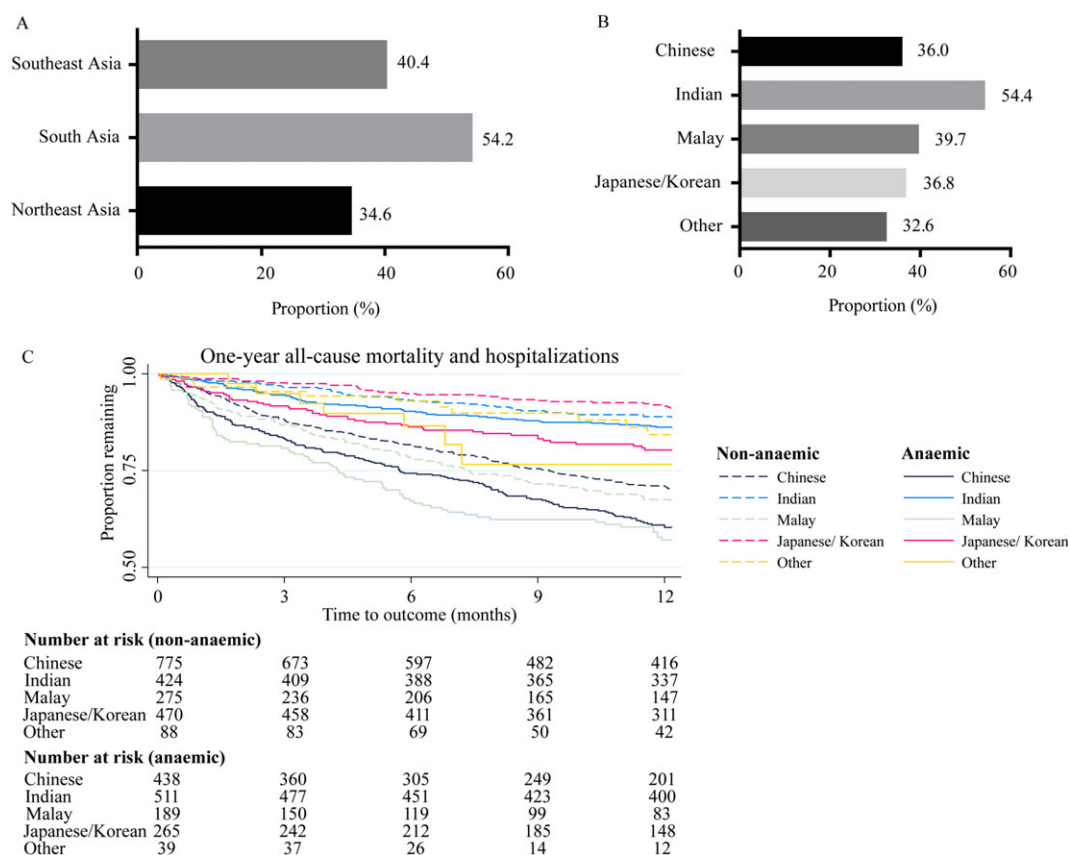 A
Southeast Asia 40.4
South Asia 54.2
Northeast Asia 34.6
0 20 40 60
Proportion (%)
B
Chinese 36.0
Indian 54.4
Malay 39.7
Japanese/Korean 36.8
Other 32.6
0 20 40 60
Proportion (%)
C
One-year all-cause mortality and hospitalizations
Proportion remaining
1.00
0.75
0.50
0 3 6 9 12
Time to outcome (months)
Non-anaemic
Chinese
Indian
Malay
Japanese/ Korean
Other
Anaemic
Chinese
Indian
Malay
Japanese/ Korean
Other
Number at risk (non-anaemic)
Chinese 775 673 597 482 416
Indian 424 409 388 365 337
Malay 275 236 206 165 147
Japanese/Korean 470 458 411 361 311
Other 88 83 69 50 42
Number at risk (anaemic)
Chinese 438 360 305 249 201
Indian 511 477 451 423 400
Malay 189 150 119 99 83
Japanese/Korean 265 242 212 185 148
Other 39 37 26 14 12